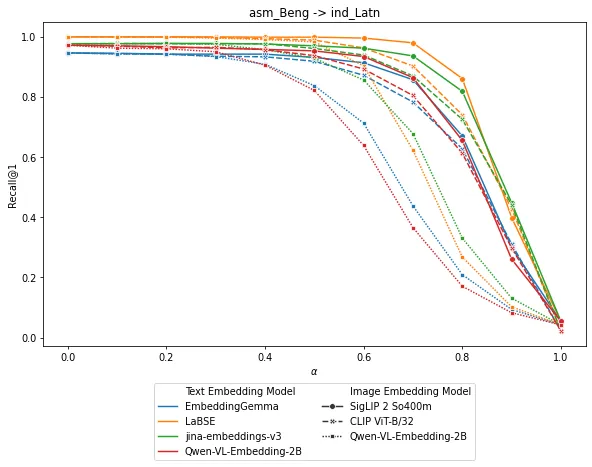 asm_Beng -> ind_Latn
Recall@1
1.0
0.8
0.6
0.4
0.2
0.0
0.0 0.2 0.4 0.6 0.8 1.0
α
Text Embedding Model
EmbeddingGemma
LaBSE
jina-embeddings-v3
Qwen-VL-Embedding-2B
Image Embedding Model
SigLIP 2 So400m
CLIP ViT-B/32
Qwen-VL-Embedding-2B